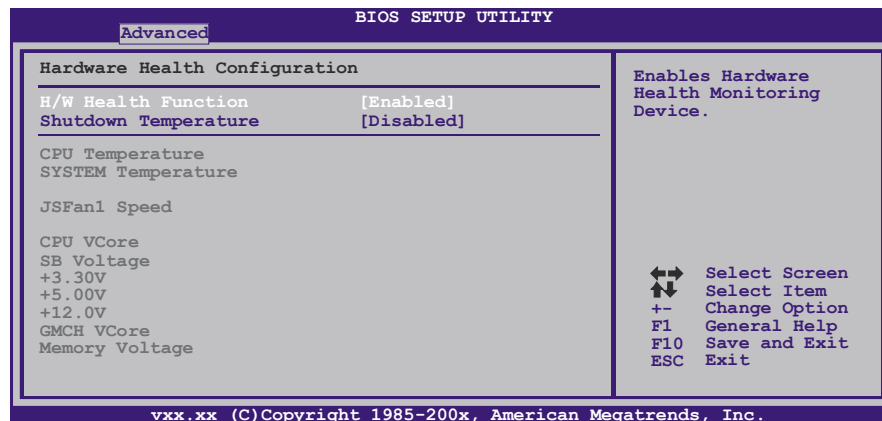 BIOS SETUP UTILITY
Advanced
Hardware Health Configuration
H/W Health Function [Enabled]
Shutdown Temperature [Disabled]
CPU Temperature
SYSTEM Temperature
JSFan1 Speed
CPU VCore
SB Voltage
+3.30V
+5.00V
+12.0V
GMCH VCore
Memory Voltage
Enables Hardware
Health Monitoring
Device.
Select Screen
Select Item
+- Change Option
F1 General Help
F10 Save and Exit
ESC Exit
vxx.xx (C)Copyright 1985-200x, American Megatrends, Inc.